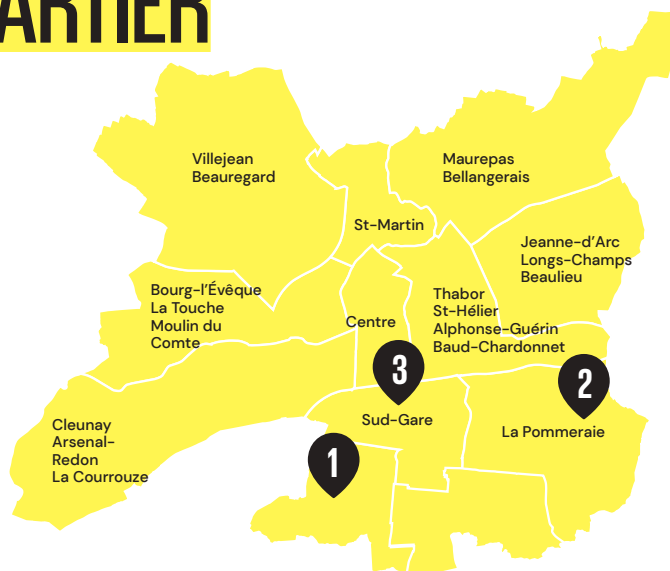 ARTIER
Villejean
Beauregard
Maurepas
Bellangerais
St-Martin
Jeanne-d’Arc
Longs-Champs
Beaulieu
Bourg-l’Évêque
La Touche
Moulin du
Comte
Thabor
St-Hélier
Alphonse-Guérin
Baud-Chardonnet
Centre
3
2
Sud-Gare
La Pommeraie
Cleunay
Arsenal-
Redon
La Courrouze
1